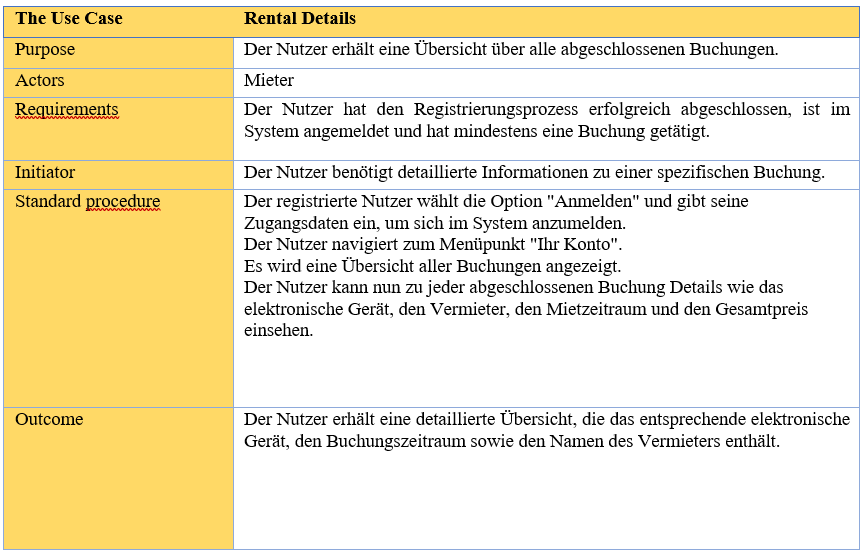 The Use Case Rental Details
Purpose Der Nutzer erhält eine Übersicht über alle abgeschlossenen Buchungen.
Actors Mieter
Requirements Der Nutzer hat den Registrierungsprozess erfolgreich abgeschlossen, ist im
System angemeldet und hat mindestens eine Buchung getätigt.
Initiator Der Nutzer benötigt detaillierte Informationen zu einer spezifischen Buchung.
Standard procedure Der registrierte Nutzer wählt die Option "Anmelden" und gibt seine
Zugangsdaten ein, um sich im System anzumelden.
Der Nutzer navigiert zum Menüpunkt "Ihr Konto".
Es wird eine Übersicht aller Buchungen angezeigt.
Der Nutzer kann nun zu jeder abgeschlossenen Buchung Details wie das
elektronische Gerät, den Vermieter, den Mietzeitraum und den Gesamtpreis
einsehen.
Outcome Der Nutzer erhält eine detaillierte Übersicht, die das entsprechende elektronische
Gerät, den Buchungszeitraum sowie den Namen des Vermieters enthält.